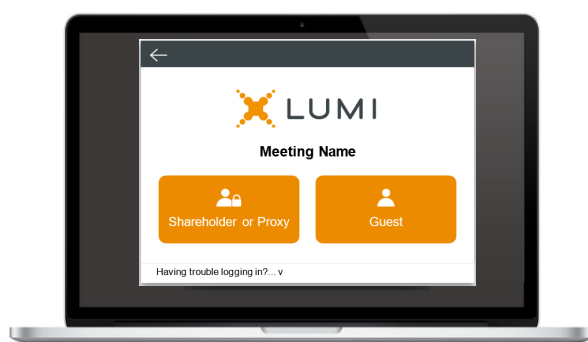 LUMI
Meeting Name
Shareholder or Proxy
Guest
Having trouble logging in?... v